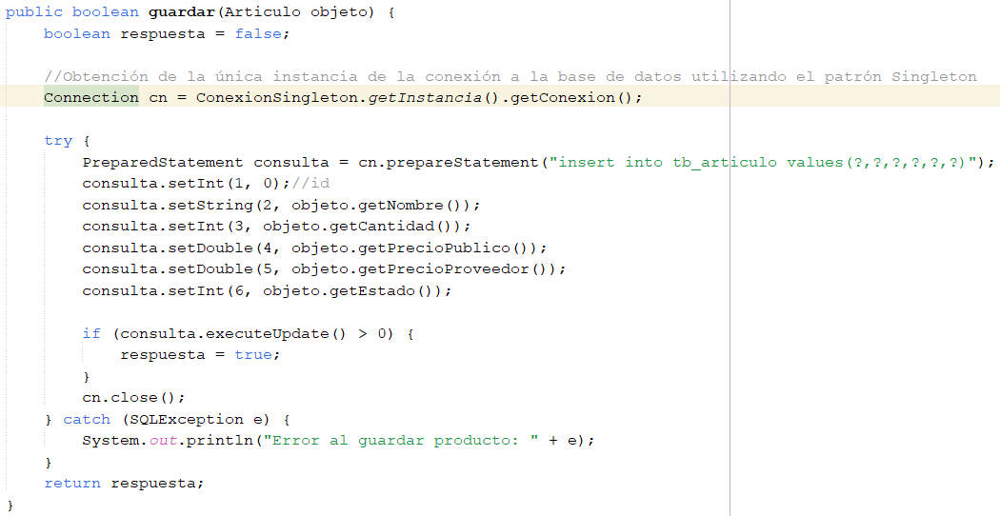 public boolean guardar(Articulo objeto) {
boolean respuesta = false;
//Obtención de la única instancia de la conexión a la base de datos utilizando el patrón Singleton
Connection cn = ConexionSingleton.getInstancia().getConexion();
try {
PreparedStatement consulta = cn.prepareStatement("insert into tb_articulo values(?,?,?,?,?,?)");
consulta.setInt(1, 0);//id
consulta.setString(2, objeto.getNombre());
consulta.setInt(3, objeto.getCantidad());
consulta.setDouble(4, objeto.getPrecioPublico());
consulta.setDouble(5, objeto.getPrecioProveedor());
consulta.setInt(6, objeto.getEstado());
if (consulta.executeUpdate() > 0) {
respuesta = true;
}
cn.close();
} catch (SQLException e) {
System.out.println("Error al guardar producto: " + e);
}
return respuesta;
}